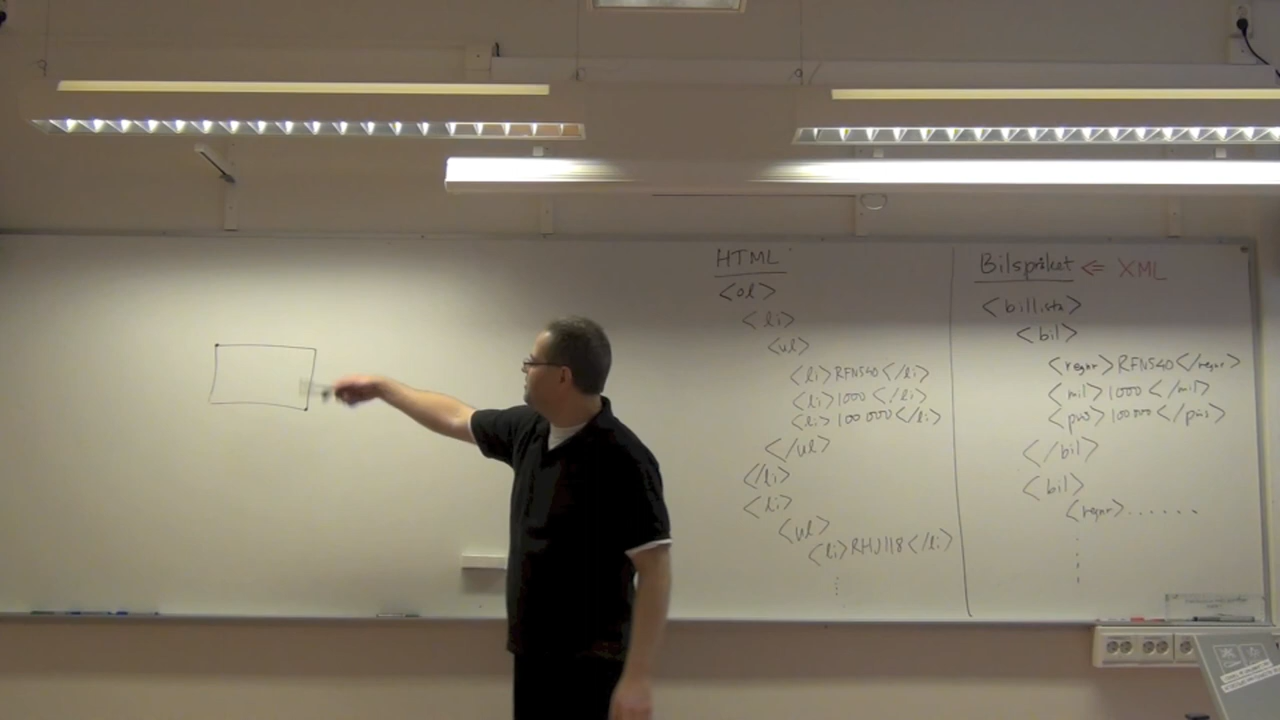 HTML
<ol>
<li>
<ul>
<li>RFN540</li>
<li>1000</li>
<li>100 000</li>
</ul>
</li>
<li>
<ul>
<li>RHJ118</li>
⋮
Bilspråket <= XML
<billista>
<bil>
<regnr>RFN540</regnr>
<mil>1000</mil>
<pris>100 000</pris>
</bil>
<bil>
<regnr>......